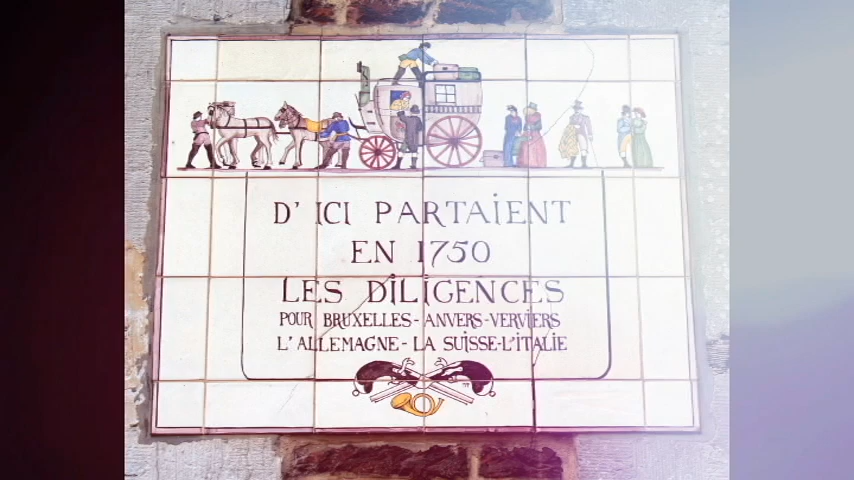 D' ICI PARTAIENT
EN 1750
LES DILIGENCES
POUR BRUXELLES-ANVERS-VERVIERS
L'ALLEMAGNE-LA SUISSE-L'ITALIE